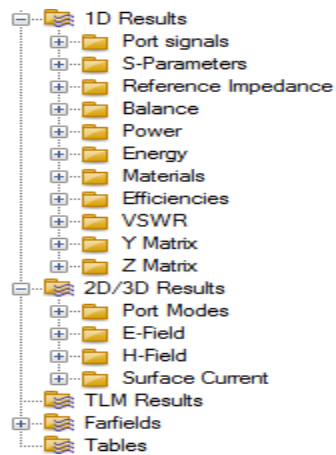 1D Results
Port signals
S-Parameters
Reference Impedance
Balance
Power
Energy
Materials
Efficiencies
VSWR
Y Matrix
Z Matrix
2D/3D Results
Port Modes
E-Field
H-Field
Surface Current
TLM Results
Farfields
Tables